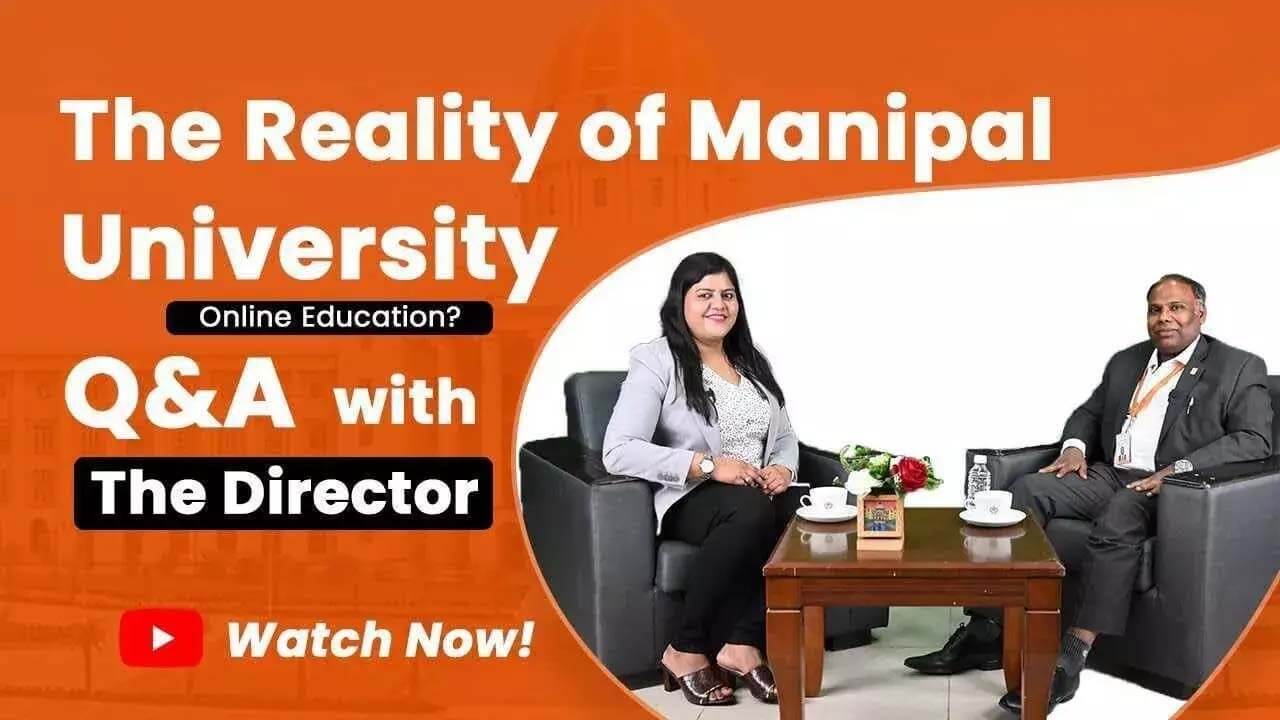 The Reality of Manipal
University
Online Education?
Q&A with
The Director
Watch Now!